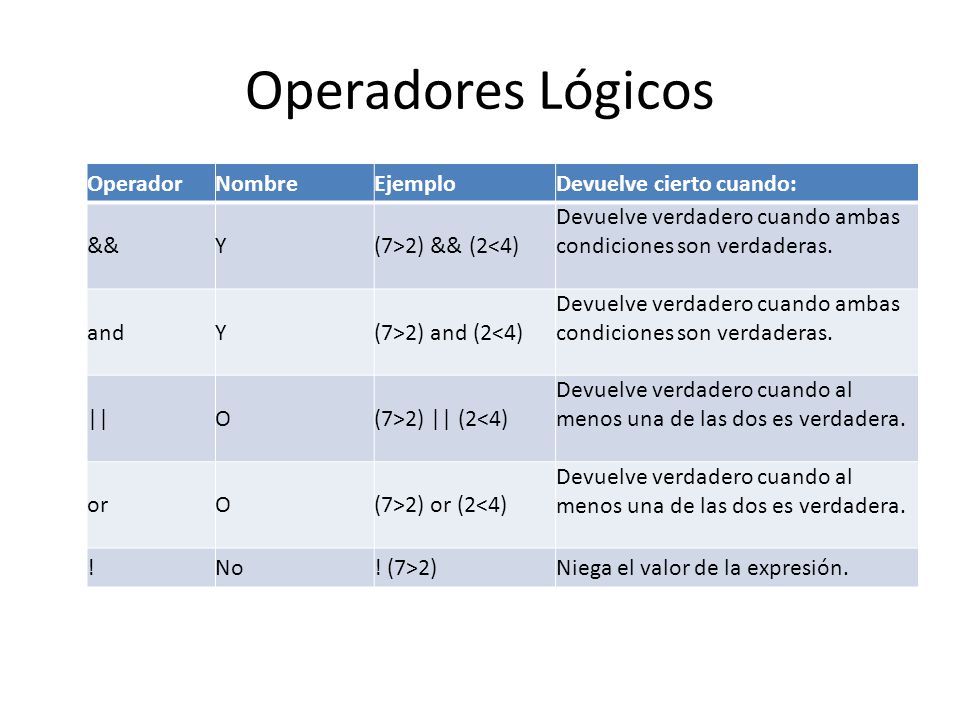 Operadores Lógicos
Operador Nombre Ejemplo Devuelve cierto cuando:
&& Y (7>2) && (2<4) Devuelve verdadero cuando ambas
condiciones son verdaderas.
and Y (7>2) and (2<4) Devuelve verdadero cuando ambas
condiciones son verdaderas.
|| O (7>2) || (2<4) Devuelve verdadero cuando al
menos una de las dos es verdadera.
or O (7>2) or (2<4) Devuelve verdadero cuando al
menos una de las dos es verdadera.
! No ! (7>2) Niega el valor de la expresión.